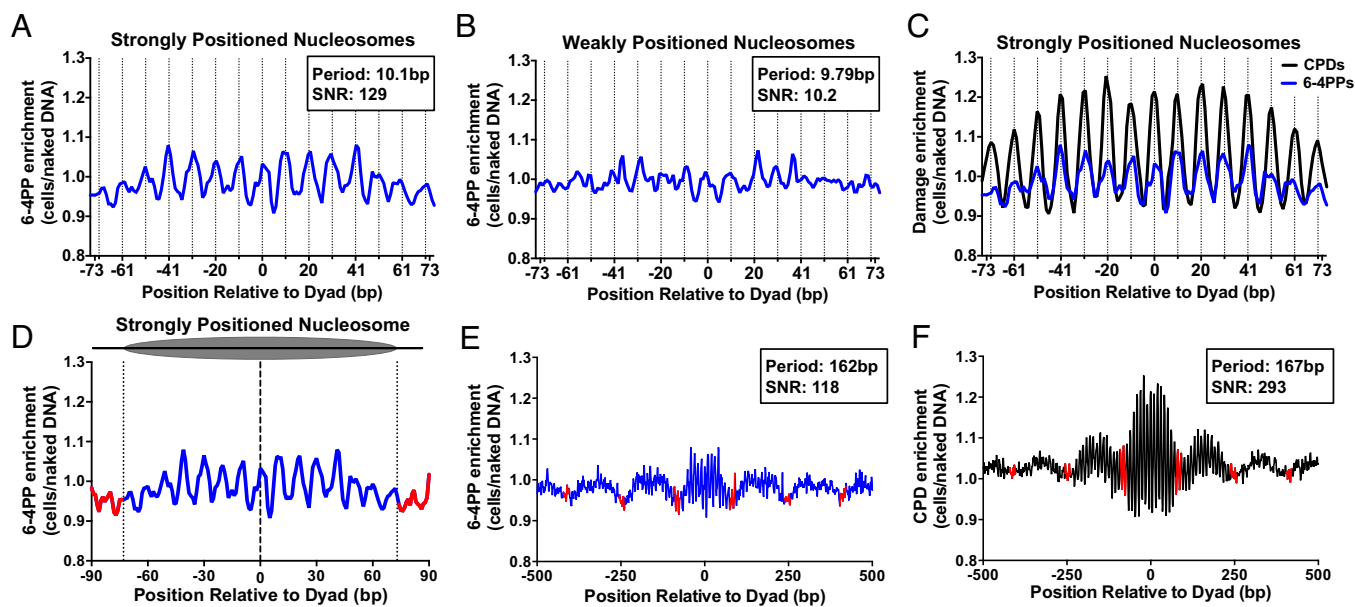 A
Strongly Positioned Nucleosomes
Period: 10.1bp
SNR: 129
6-4PP enrichment
(cells/naked DNA)
1.3
1.2
1.1
1.0
0.9
0.8
-73 -61 -41 -20 0 20 41 61 73
Position Relative to Dyad (bp)
B
Weakly Positioned Nucleosomes
Period: 9.79bp
SNR: 10.2
6-4PP enrichment
(cells/naked DNA)
1.3
1.2
1.1
1.0
0.9
0.8
-73 -61 -41 -20 0 20 41 61 73
Position Relative to Dyad (bp)
C
Strongly Positioned Nucleosomes
CPDs
6-4PPs
Damage enrichment
(cells/naked DNA)
1.3
1.2
1.1
1.0
0.9
0.8
-73 -61 -41 -20 0 20 41 61 73
Position Relative to Dyad (bp)
D
Strongly Positioned Nucleosome
6-4PP enrichment
(cells/naked DNA)
1.3
1.2
1.1
1.0
0.9
0.8
-90 -60 -30 0 30 60 90
Position Relative to Dyad (bp)
E
Period: 162bp
SNR: 118
6-4PP enrichment
(cells/naked DNA)
1.3
1.2
1.1
1.0
0.9
0.8
-500 -250 0 250 500
Position Relative to Dyad (bp)
F
Period: 167bp
SNR: 293
CPD enrichment
(cells/naked DNA)
1.3
1.2
1.1
1.0
0.9
0.8
-500 -250 0 250 500
Position Relative to Dyad (bp)